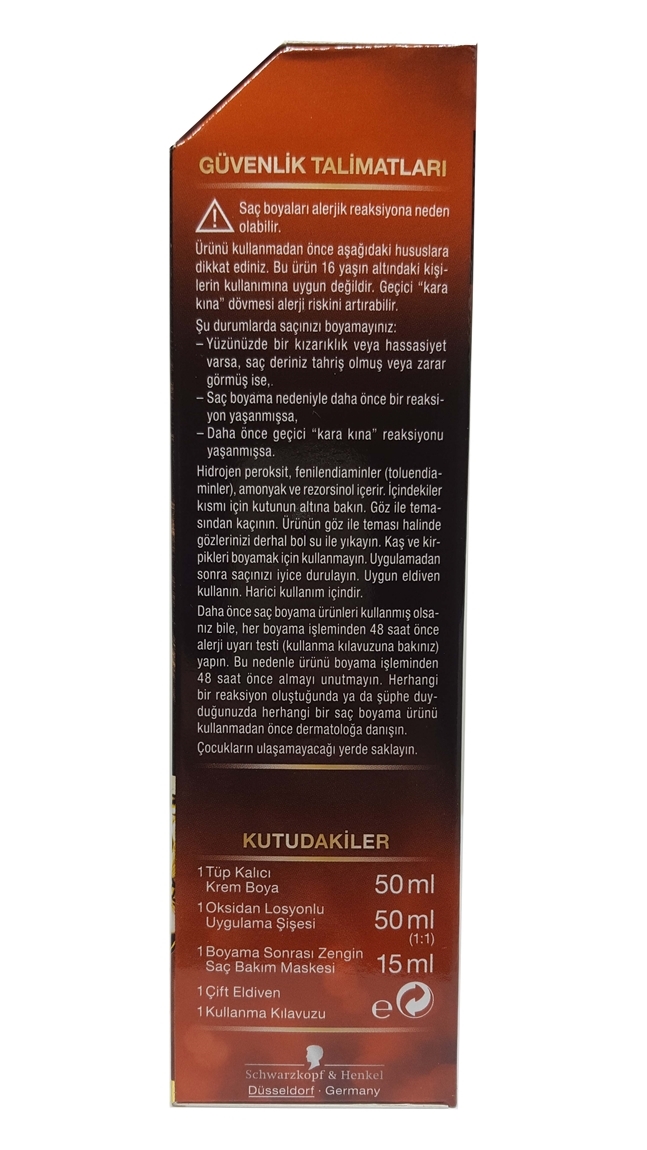 GÜVENLİK TALİMATLARI
Saç boyaları alerjik reaksiyona neden
olabilir.
Ürünü kullanmadan önce aşağıdaki hususlara
dikkat ediniz. Bu ürün 16 yaşın altındaki kişi-
lerin kullanımına uygun değildir. Geçici “kara
kına” dövmesi alerji riskini artırabilir.
Şu durumlarda saçınızı boyamayınız:
– Yüzünüzde bir kızarıklık veya hassasiyet
varsa, saç deriniz tahriş olmuş veya zarar
görmüş ise,.
– Saç boyama nedeniyle daha önce bir reaksi-
yon yaşanmışsa,
– Daha önce geçici “kara kına” reaksiyonu
yaşanmışsa.
Hidrojen peroksit, fenilendiaminler (toluendia-
minler), amonyak ve rezorsinol içerir. İçindekiler
kısmı için kutunun altına bakın. Göz ile tema-
sından kaçının. Ürünün göz ile teması halinde
gözlerinizi derhal bol su ile yıkayın. Kaş ve kir-
pikleri boyamak için kullanmayın. Uygulamadan
sonra saçınızı iyice durulayın. Uygun eldiven
kullanın. Harici kullanım içindir.
Daha önce saç boyama ürünleri kullanmış olsa-
nız bile, her boyama işleminden 48 saat önce
alerji uyarı testi (kullanma kılavuzuna bakınız)
yapın. Bu nedenle ürünü boyama işleminden
48 saat önce almayı unutmayın. Herhangi
bir reaksiyon oluştuğunda ya da şüphe duy-
duğunuzda herhangi bir saç boyama ürünü
kullanmadan önce dermatoloğa danışın.
Çocukların ulaşamayacağı yerde saklayın.
KUTUDAKİLER
1 Tüp Kalıcı
Krem Boya 50 ml
1 Oksidan Losyonlu
Uygulama Şişesi 50 ml
(1:1)
1 Boyama Sonrası Zengin
Saç Bakım Maskesi 15 ml
1 Çift Eldiven
1 Kullanma Kılavuzu e
Schwarzkopf & Henkel
Düsseldorf · Germany